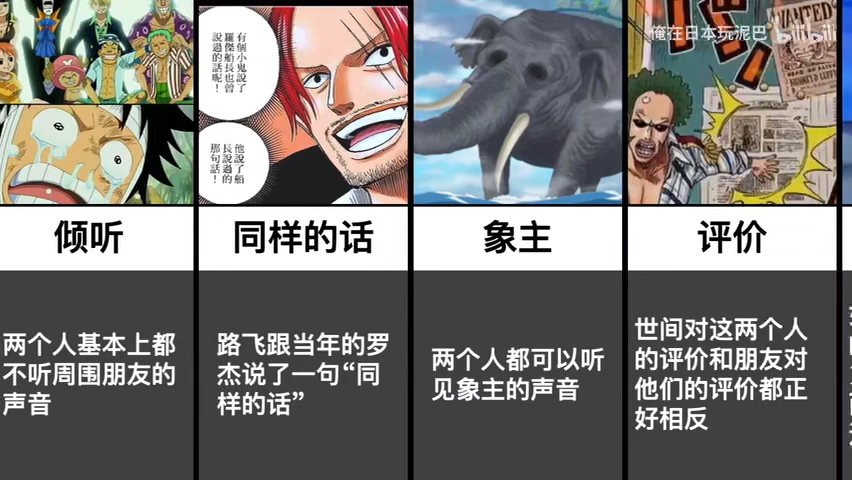 有個小鬼說了
羅傑船長也曾
說過的話呢！
他說了船
長說過的
那句話！
俺在日本玩泥巴
bilibili
WANTED
倾听
同样的话
象主
评价
两个人基本上都
不听周围朋友的
声音
路飞跟当年的罗
杰说了一句“同
样的话”
两个人都可以听
见象主的声音
世间对这两个人
的评价和朋友对
他们的评价都正
好相反